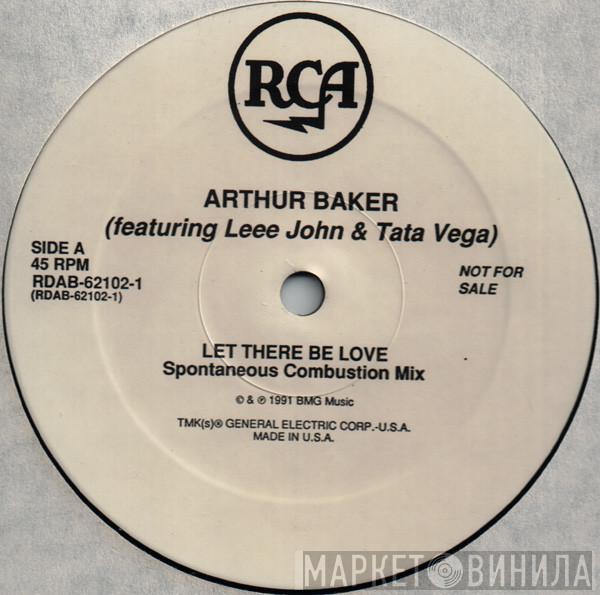 RCA
ARTHUR BAKER
(featuring Leee John & Tata Vega)
SIDE A
45 RPM
RDAB-62102-1
(RDAB-62102-1)
NOT FOR
SALE
LET THERE BE LOVE
Spontaneous Combustion Mix
© & ℗ 1991 BMG Music
TMK(s)® GENERAL ELECTRIC CORP.-U.S.A.
MADE IN U.S.A.
МАРКЕТ ВИНИЛА